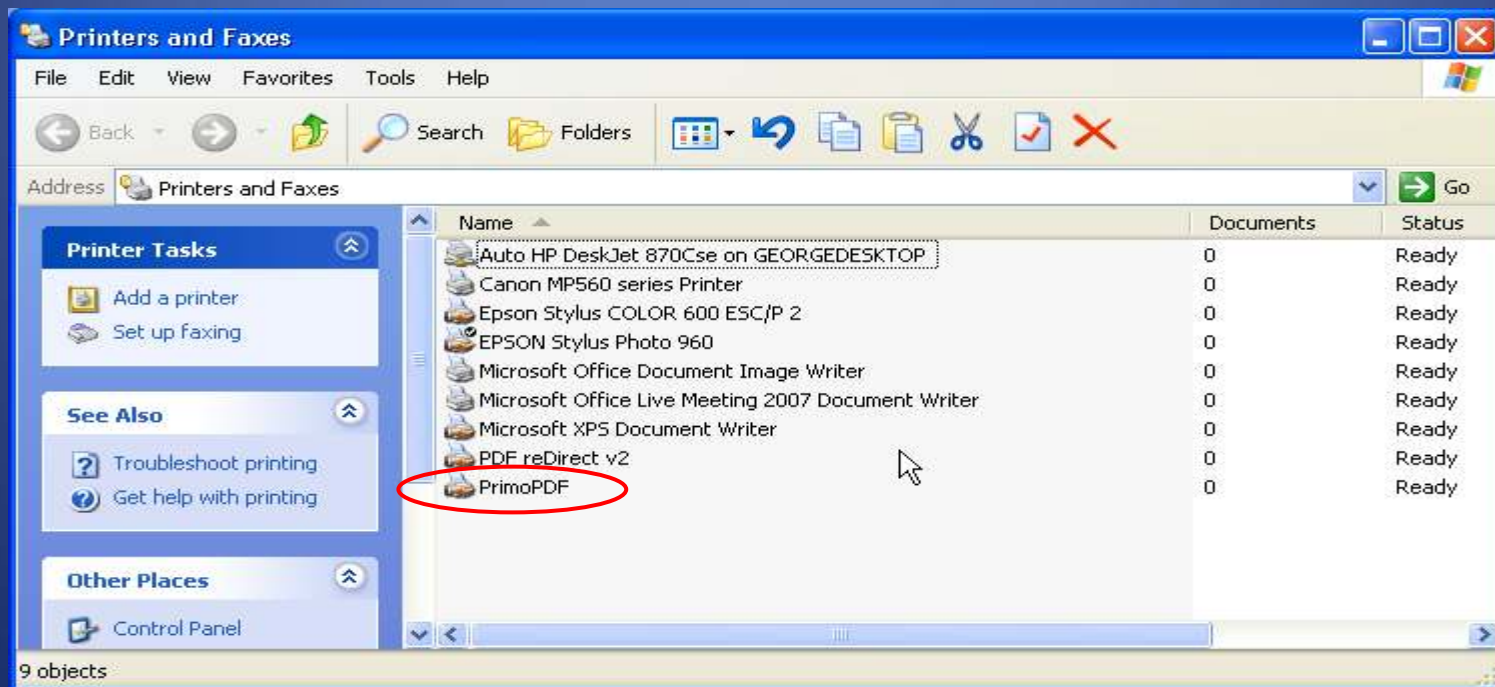 Printers and Faxes
File Edit View Favorites Tools Help
Back Search Folders
Address Printers and Faxes Go
Printer Tasks
Add a printer
Set up faxing
See Also
Troubleshoot printing
Get help with printing
Other Places
Control Panel
Name Documents Status
Auto HP DeskJet 870Cse on GEORGEDESKTOP 0 Ready
Canon MP560 series Printer 0 Ready
Epson Stylus COLOR 600 ESC/P 2 0 Ready
EPSON Stylus Photo 960 0 Ready
Microsoft Office Document Image Writer 0 Ready
Microsoft Office Live Meeting 2007 Document Writer 0 Ready
Microsoft XPS Document Writer 0 Ready
PDF reDirect v2 0 Ready
PrimoPDF 0 Ready
9 objects